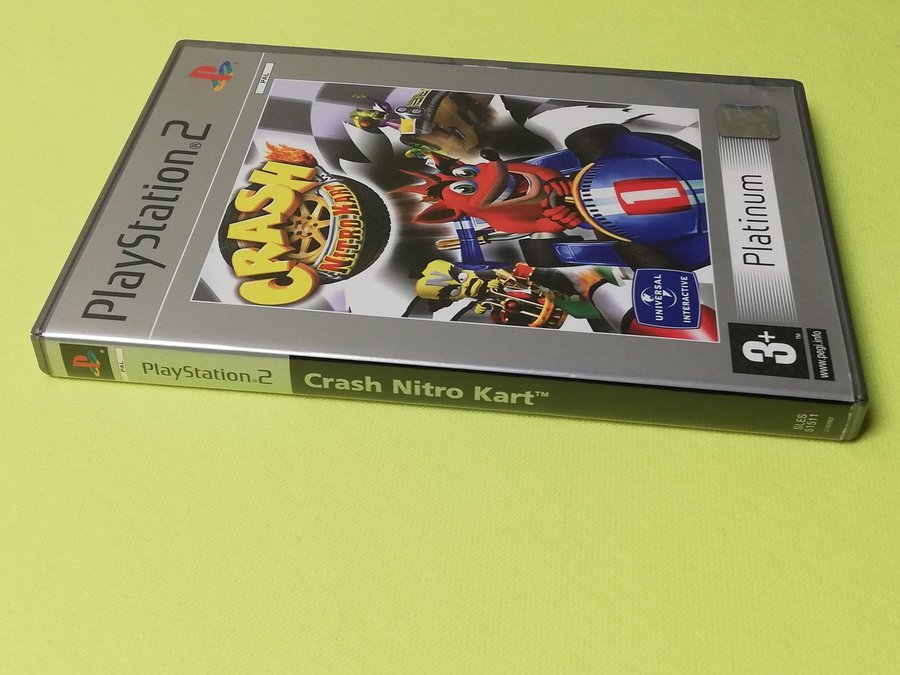 PlayStation®2
PAL
CRASH
NITRO KART
1
UNIVERSAL
INTERACTIVE
Platinum
3+
™
www.pegi.info
PAL
PlayStation®2
Crash Nitro Kart™
SLES
51511